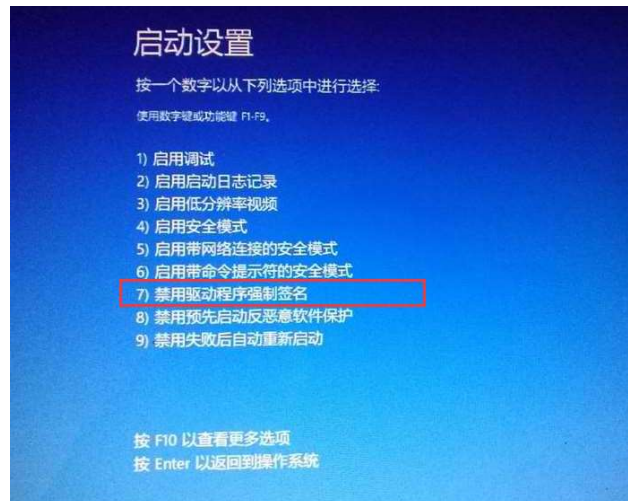 启动设置
按一个数字以从下列选项中进行选择:
使用数字键或功能键 F1-F9。
1) 启用调试
2) 启用启动日志记录
3) 启用低分辨率视频
4) 启用安全模式
5) 启用带网络连接的安全模式
6) 启用带命令提示符的安全模式
7) 禁用驱动程序强制签名
8) 禁用预先启动反恶意软件保护
9) 禁用失败后自动重新启动
按 F10 以查看更多选项
按 Enter 以返回到操作系统